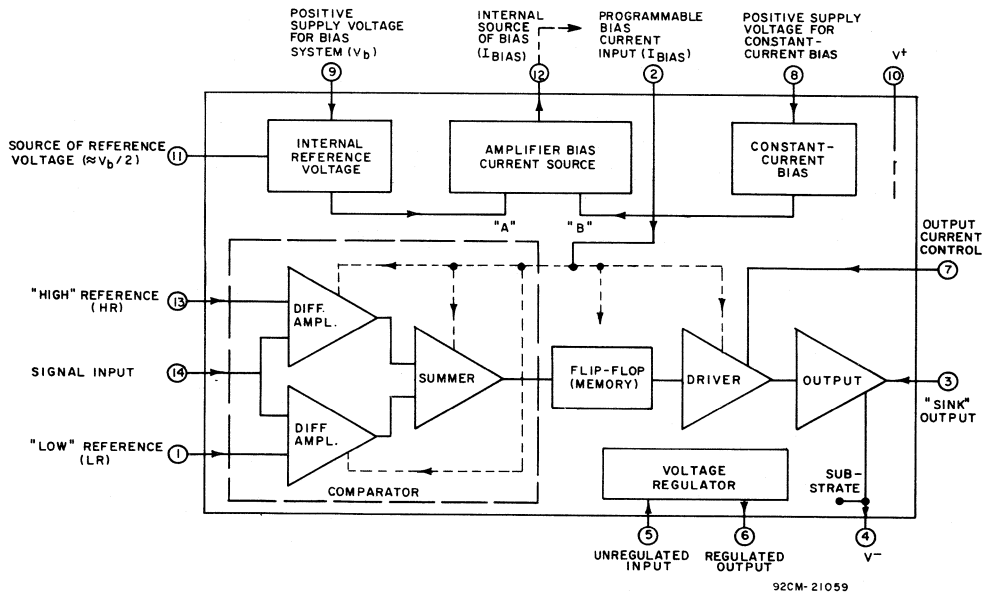 POSITIVE
SUPPLY VOLTAGE
FOR BIAS
SYSTEM (Vb)
9
INTERNAL
SOURCE
OF BIAS
(IBIAS)
12
PROGRAMMABLE
BIAS
CURRENT
INPUT (IBIAS)
2
POSITIVE SUPPLY
VOLTAGE FOR
CONSTANT-
CURRENT BIAS
8
V+
10
SOURCE OF REFERENCE
VOLTAGE (≈Vb/2)
11
INTERNAL
REFERENCE
VOLTAGE
AMPLIFIER BIAS
CURRENT SOURCE
CONSTANT-
CURRENT
BIAS
"A"
"B"
OUTPUT
CURRENT
CONTROL
7
"HIGH" REFERENCE
(HR)
13
DIFF.
AMPL.
SIGNAL INPUT
14
SUMMER
FLIP-FLOP
(MEMORY)
DRIVER
OUTPUT
3
"SINK"
OUTPUT
"LOW" REFERENCE
(LR)
1
DIFF
AMPL.
COMPARATOR
VOLTAGE
REGULATOR
SUB-
STRATE
5
UNREGULATED
INPUT
6
REGULATED
OUTPUT
4
V-
92CM-21059